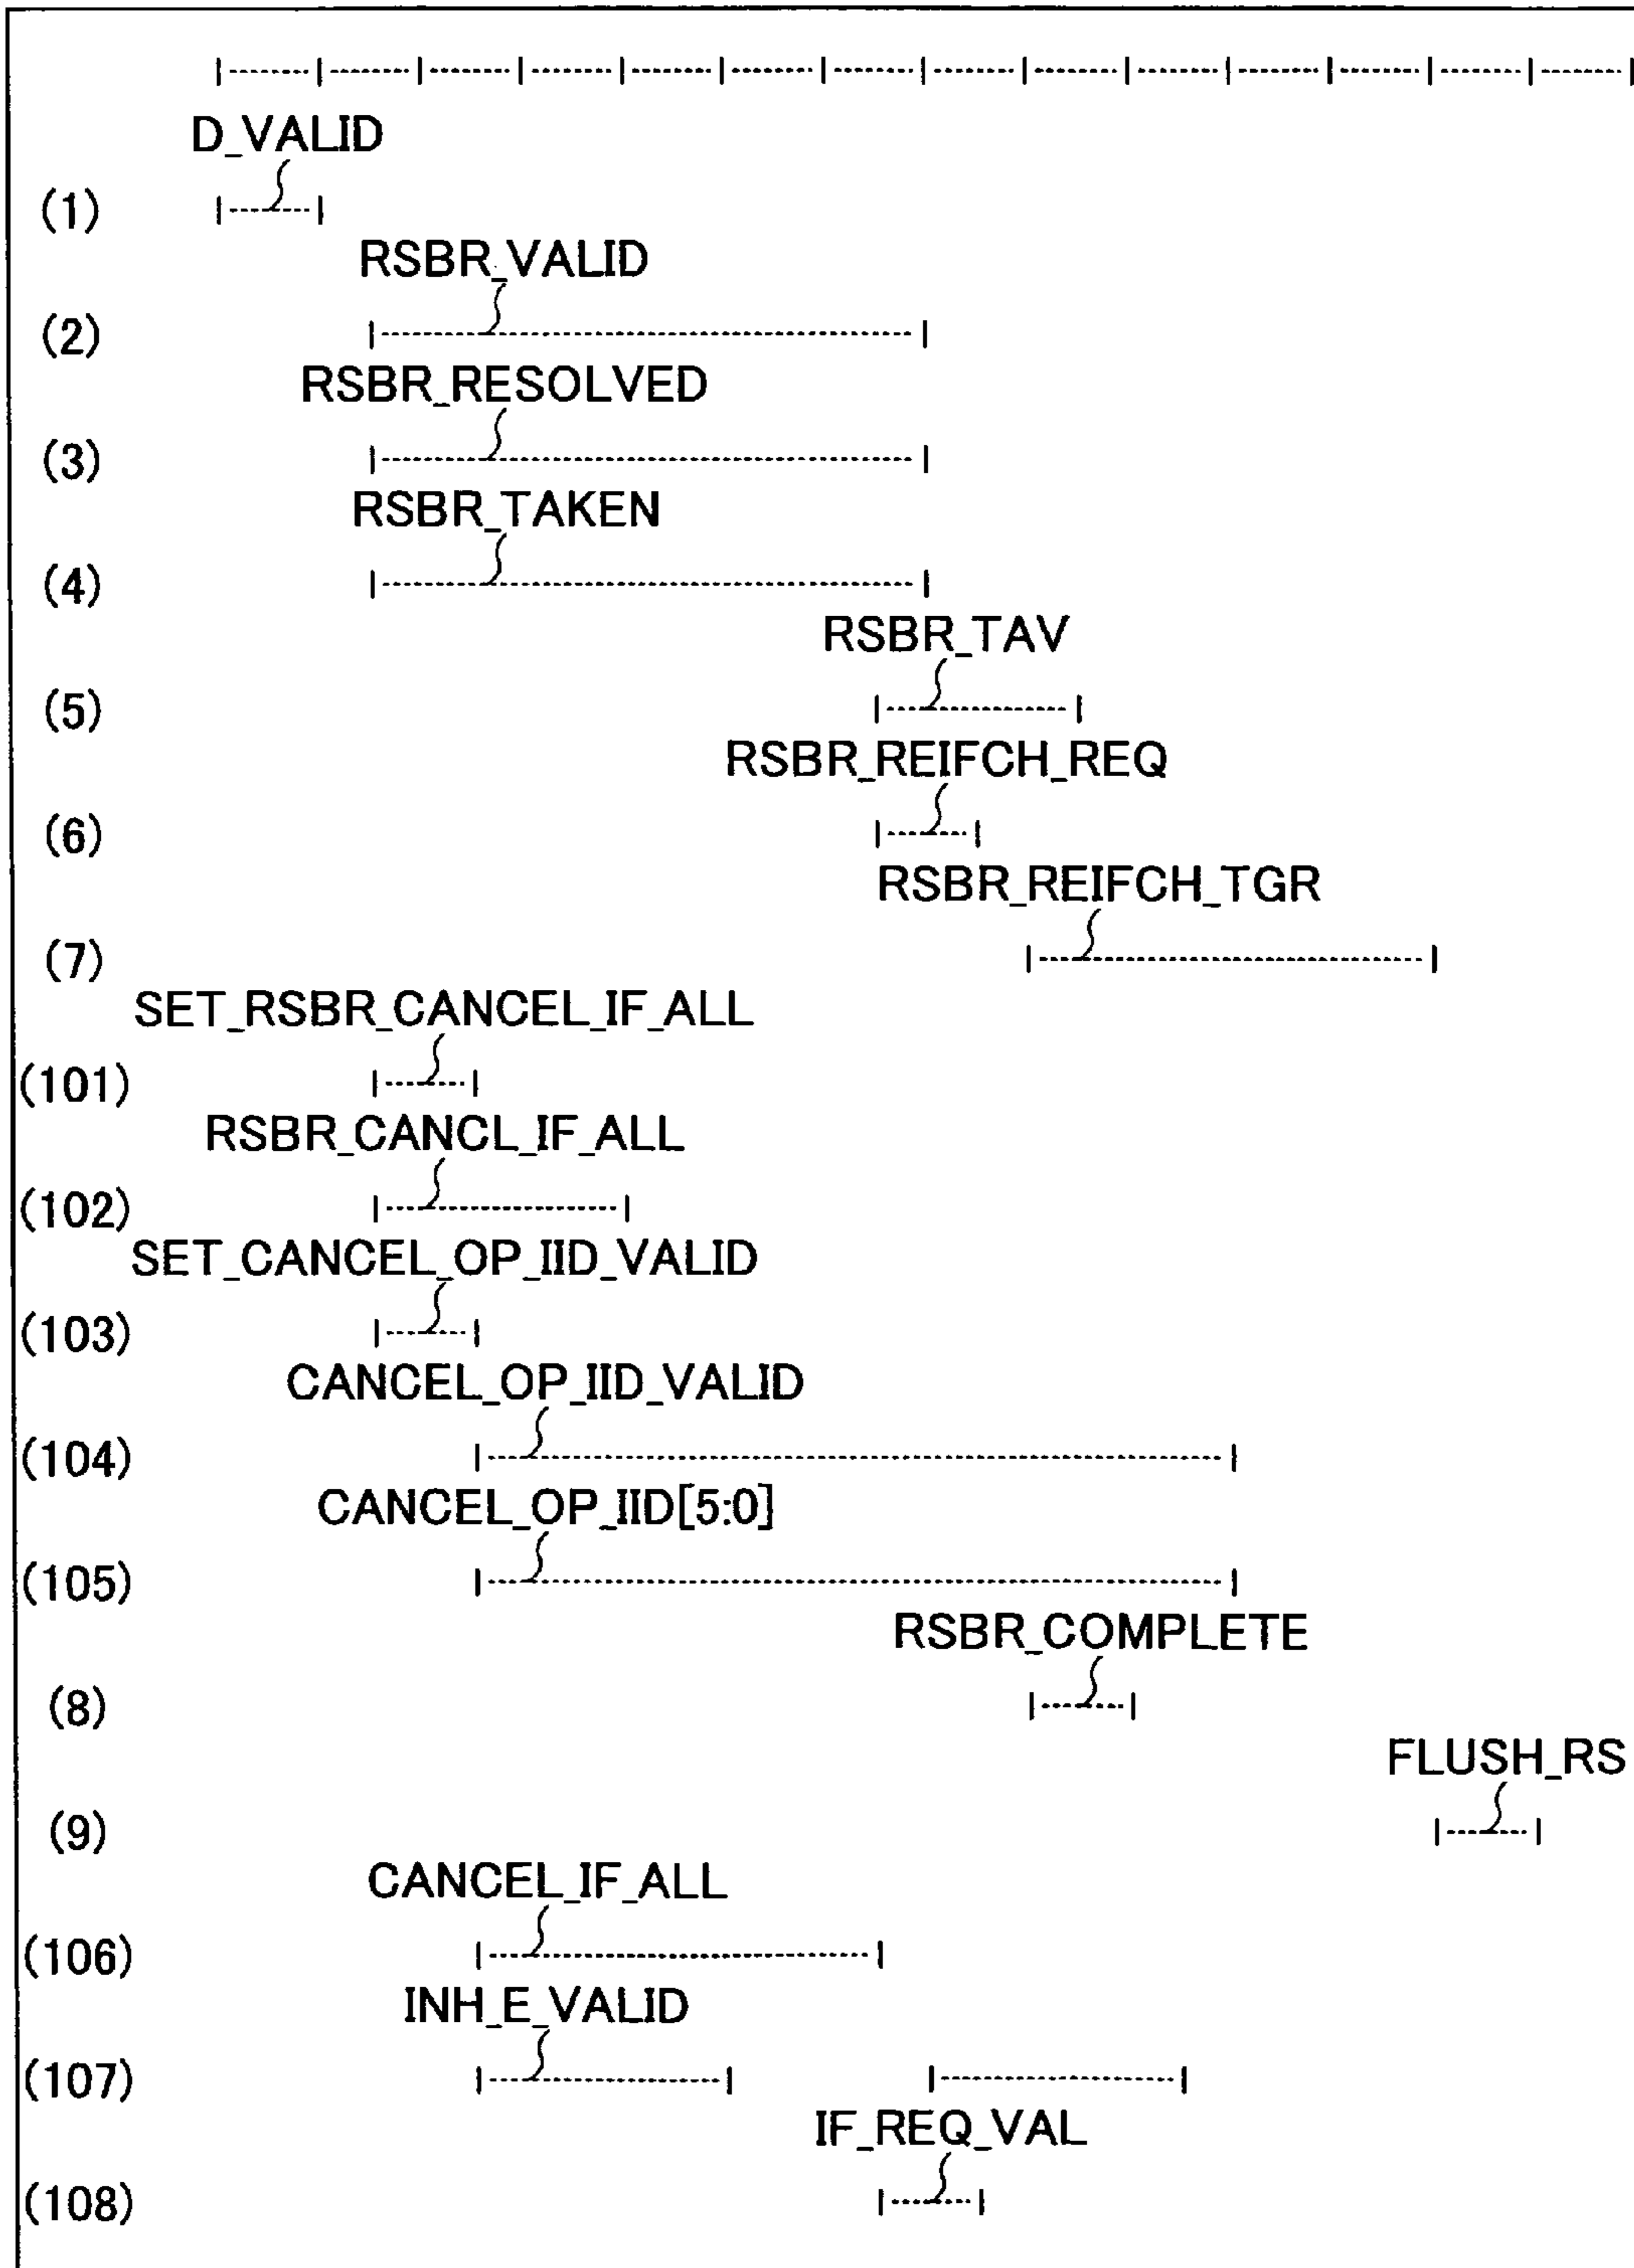 D_VALID
(1)
RSBR_VALID
(2)
RSBR_RESOLVED
(3)
RSBR_TAKEN
(4)
RSBR_TAV
(5)
RSBR_REIFCH_REQ
(6)
RSBR_REIFCH_TGR
(7)
SET_RSBR_CANCEL_IF_ALL
(101)
RSBR_CANCL_IF_ALL
(102)
SET_CANCEL_OP_IID_VALID
(103)
CANCEL_OP_IID_VALID
(104)
CANCEL_OP_IID[5:0]
(105)
RSBR_COMPLETE
(8)
FLUSH_RS
(9)
CANCEL_IF_ALL
(106)
INH_E_VALID
(107)
IF_REQ_VAL
(108)